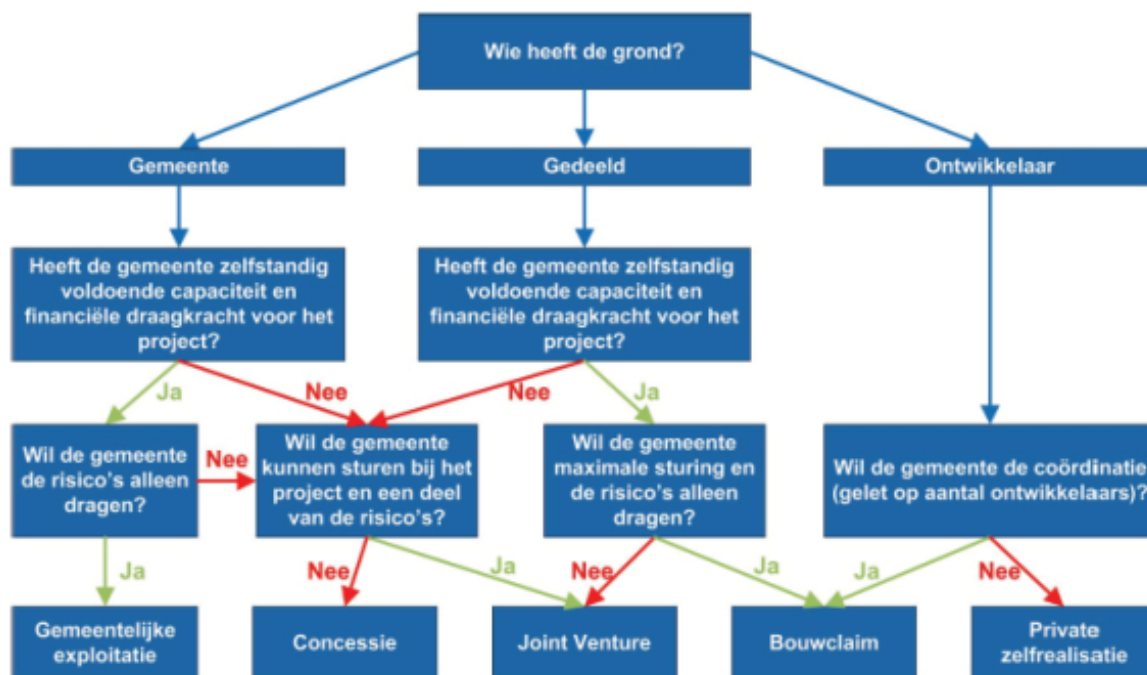 Wie heeft de grond?
Gemeente
Gedeeld
Ontwikkelaar
Heeft de gemeente zelfstandig
voldoende capaciteit en
financiële draagkracht voor het
project?
Heeft de gemeente zelfstandig
voldoende capaciteit en
financiële draagkracht voor het
project?
Ja
Nee
Nee
Ja
Wil de gemeente
de risico's alleen
dragen?
Nee
Wil de gemeente
kunnen sturen bij het
project en een deel
van de risico's?
Wil de gemeente
maximale sturing en
de risico's alleen
dragen?
Wil de gemeente de coördinatie
(gelet op aantal ontwikkelaars)?
Ja
Nee
Ja
Nee
Ja
Ja
Nee
Gemeentelijke
exploitatie
Concessie
Joint Venture
Bouwclaim
Private
zelfrealisatie